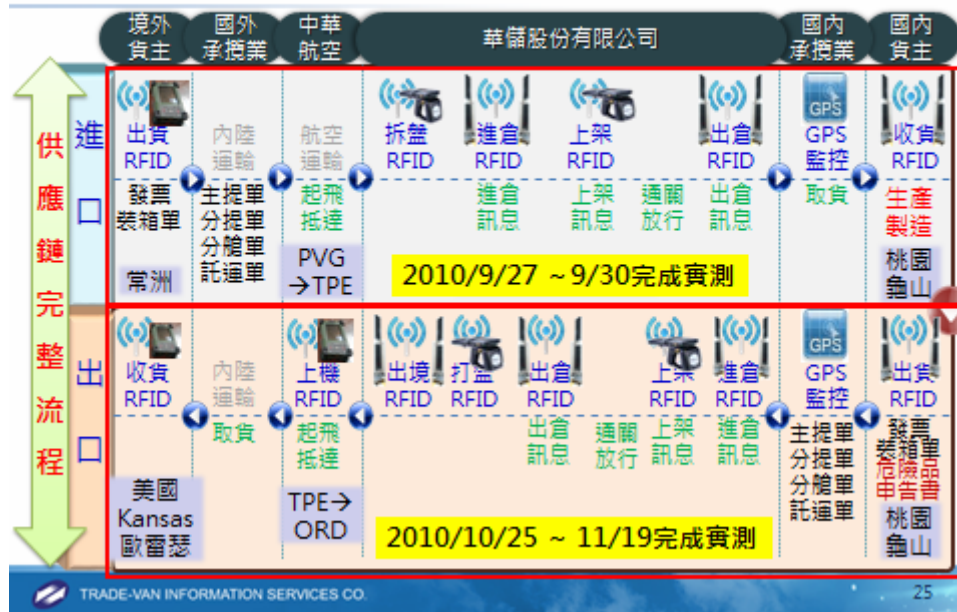 境外
貨主
國外
承攬業
中華
航空
華儲股份有限公司
國內
承攬業
國內
貨主
供應鏈完整流程
進口
出貨
RFID
發票
裝箱單
常洲
內陸
運輸
主提單
分提單
分艙單
託運單
航空
運輸
起飛
抵達
PVG
→TPE
拆盤
RFID
進倉
RFID
進倉
訊息
上架
RFID
上架
訊息
通關
放行
出倉
RFID
出倉
訊息
2010/9/27 ~ 9/30完成實測
GPS
GPS
監控
取貨
收貨
RFID
生產
製造
桃園
龜山
出口
收貨
RFID
美國
Kansas
歐雷瑟
內陸
運輸
取貨
上機
RFID
起飛
抵達
TPE→
ORD
出境
RFID
打盤
RFID
出倉
RFID
出倉
訊息
通關
放行
上架
RFID
上架
訊息
進倉
RFID
進倉
訊息
2010/10/25 ~ 11/19完成實測
GPS
GPS
監控
主提單
分提單
分艙單
託運單
出貨
RFID
發票
裝箱單
危險品
申告書
桃園
龜山
TRADE-VAN INFORMATION SERVICES CO.
25